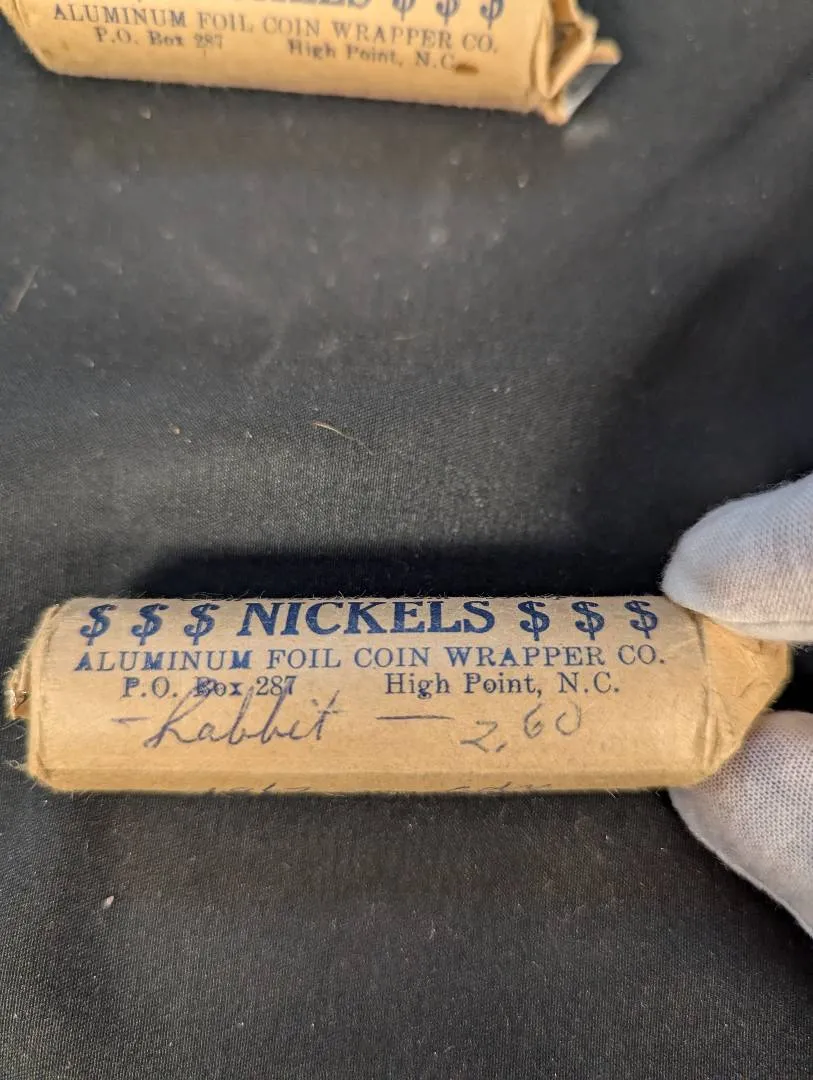 $ $ $
ALUMINUM FOIL COIN WRAPPER CO.
P.O. Box 287 High Point, N.C.
$ $ $ NICKELS $ $ $
ALUMINUM FOIL COIN WRAPPER CO.
P.O. Box 287 High Point, N.C.
- Rabbit - 2.60